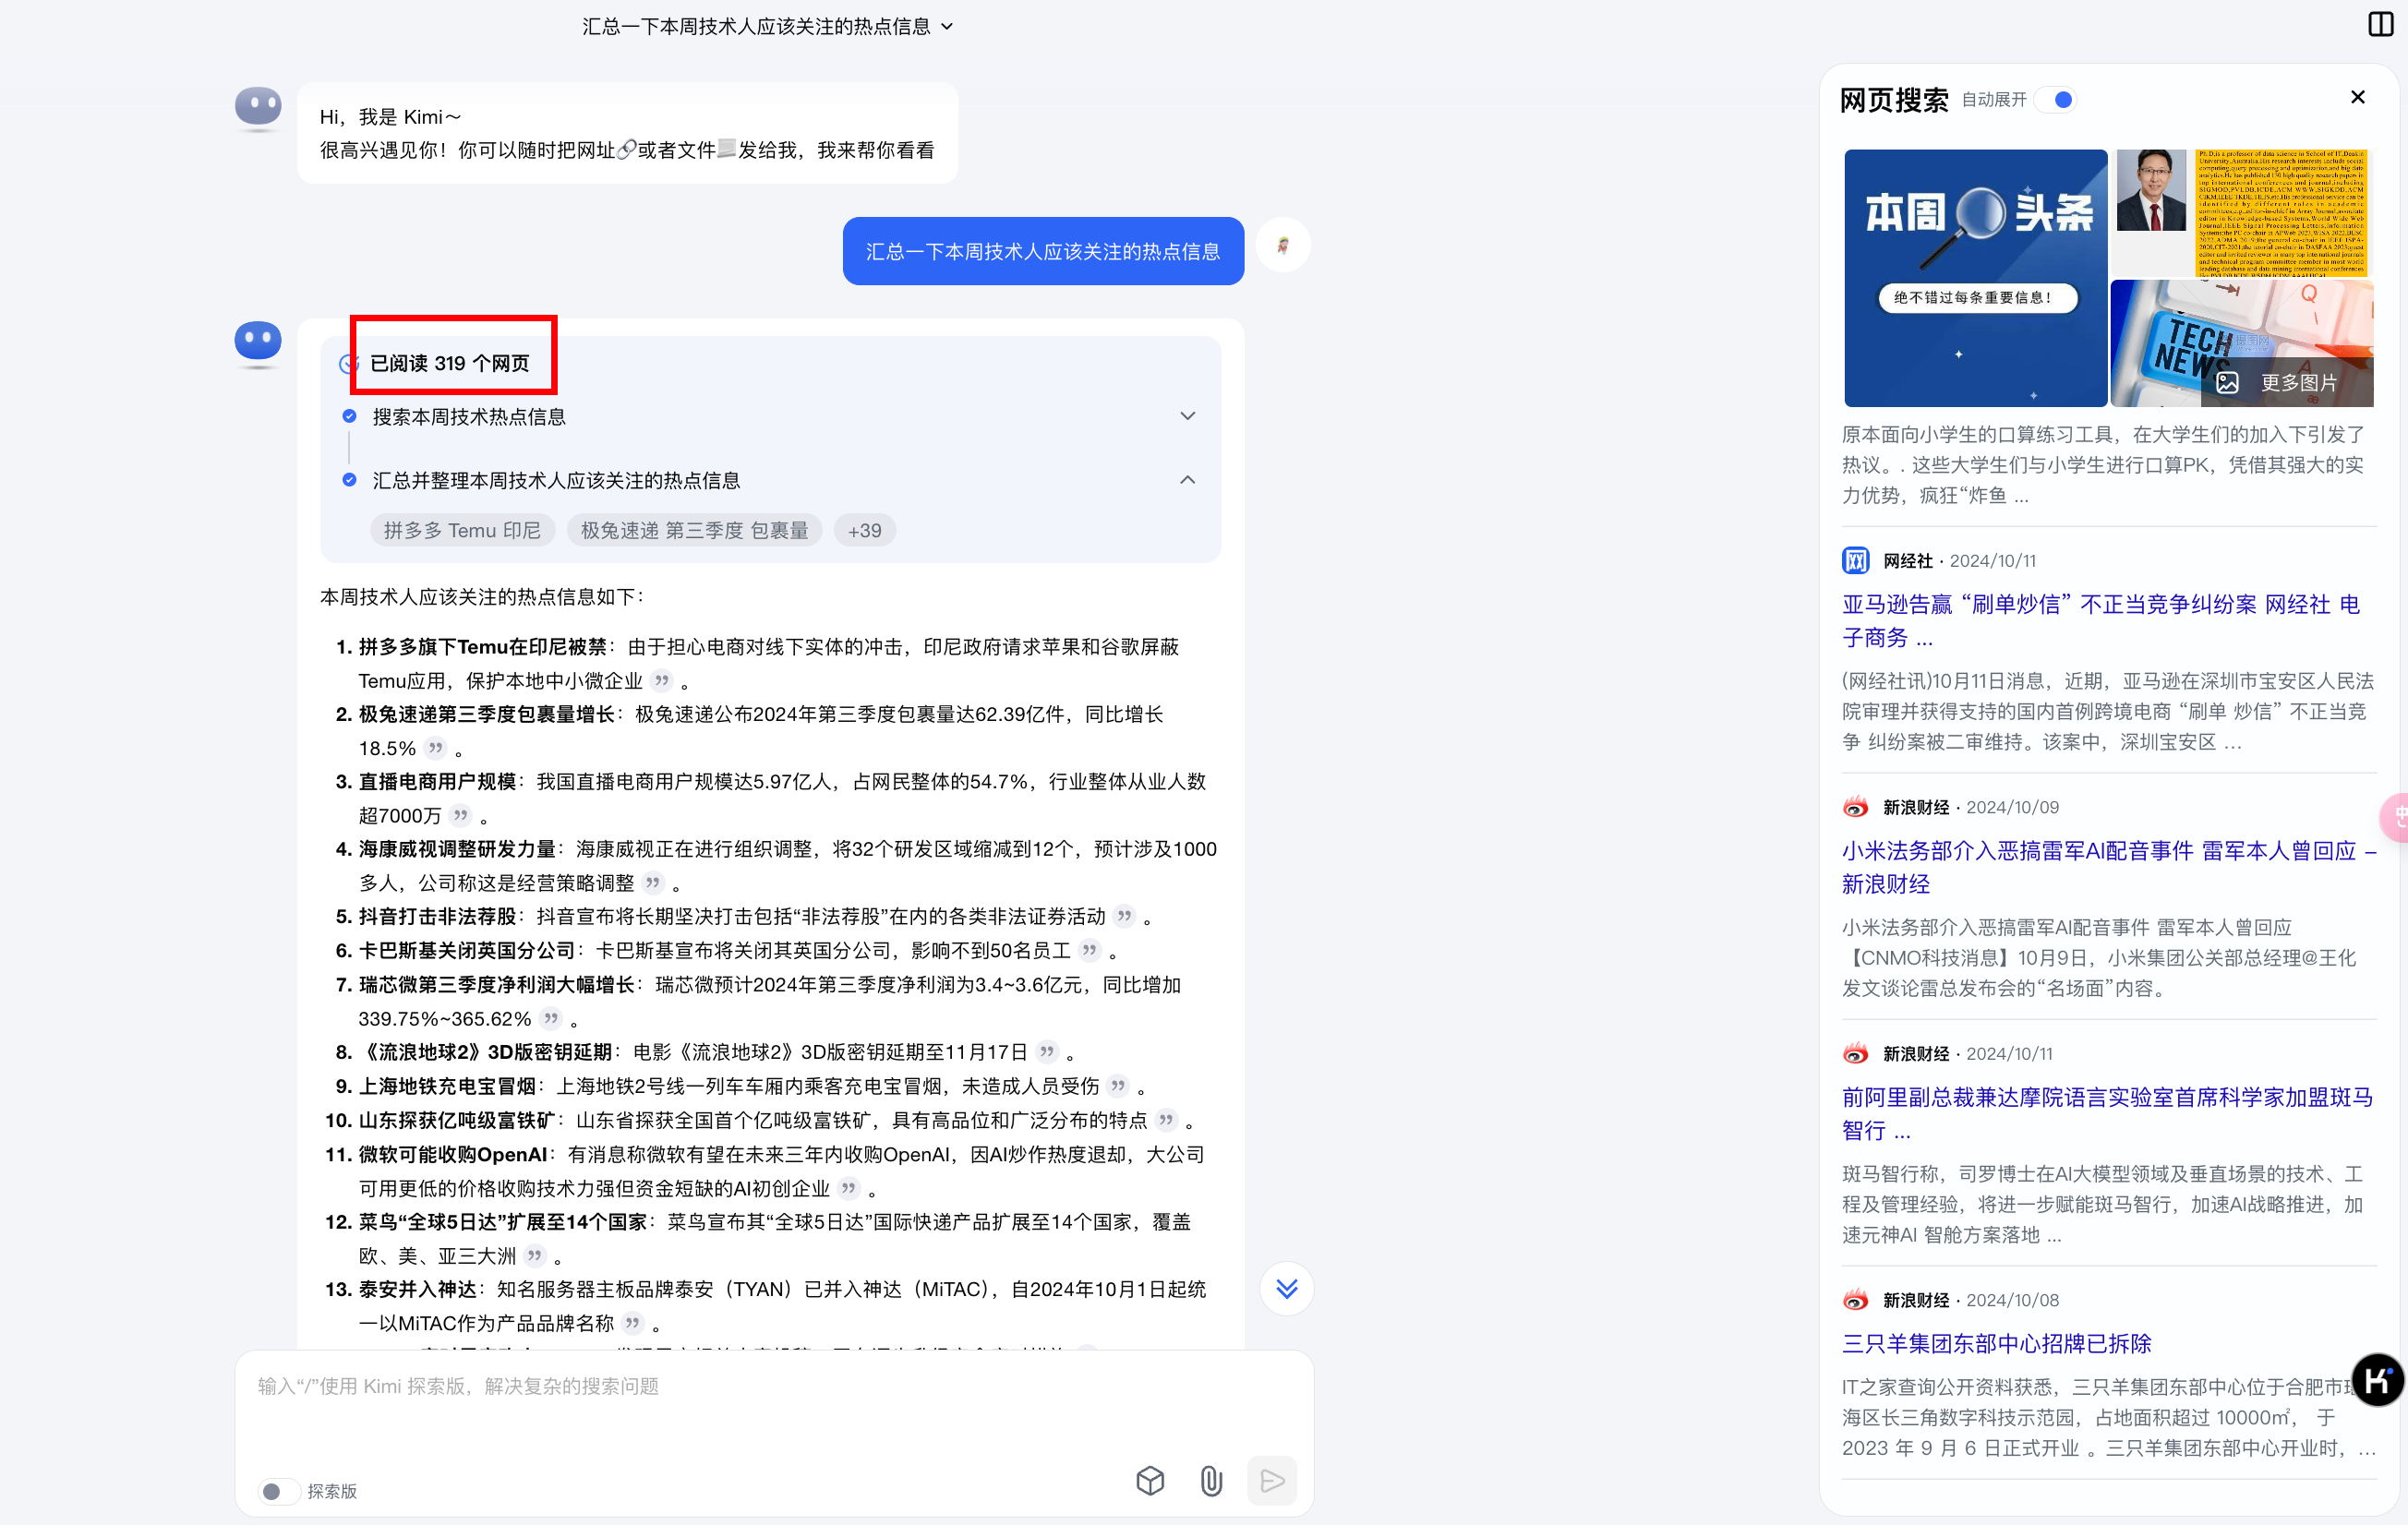 汇总一下本周技术人应该关注的热点信息
Hi，我是 Kimi～
很高兴遇见你！你可以随时把网址🔗或者文件📃发给我，我来帮你看看
汇总一下本周技术人应该关注的热点信息
已阅读 319 个网页
搜索本周技术热点信息
汇总并整理本周技术人应该关注的热点信息
拼多多 Temu 印尼 极兔速递 第三季度 包裹量 +39
本周技术人应该关注的热点信息如下：
1. 拼多多旗下Temu在印尼被禁：由于担心电商对线下实体的冲击，印尼政府请求苹果和谷歌屏蔽
Temu应用，保护本地中小微企业 ” 。
2. 极兔速递第三季度包裹量增长：极兔速递公布2024年第三季度包裹量达62.39亿件，同比增长
18.5% ” 。
3. 直播电商用户规模：我国直播电商用户规模达5.97亿人，占网民整体的54.7%，行业整体从业人数
超7000万 ” 。
4. 海康威视调整研发力量：海康威视正在进行组织调整，将32个研发区域缩减到12个，预计涉及1000
多人，公司称这是经营策略调整 ” 。
5. 抖音打击非法荐股：抖音宣布将长期坚决打击包括“非法荐股”在内的各类非法证券活动 ” 。
6. 卡巴斯基关闭英国分公司：卡巴斯基宣布将关闭其英国分公司，影响不到50名员工 ” 。
7. 瑞芯微第三季度净利润大幅增长：瑞芯微预计2024年第三季度净利润为3.4~3.6亿元，同比增加
339.75%~365.62% ” 。
8. 《流浪地球2》3D版密钥延期：电影《流浪地球2》3D版密钥延期至11月17日 ” 。
9. 上海地铁充电宝冒烟：上海地铁2号线一列车车厢内乘客充电宝冒烟，未造成人员受伤 ” 。
10. 山东探获亿吨级富铁矿：山东省探获全国首个亿吨级富铁矿，具有高品位和广泛分布的特点 ” 。
11. 微软可能收购OpenAI：有消息称微软有望在未来三年内收购OpenAI，因AI炒作热度退却，大公司
可用更低的价格收购技术力强但资金短缺的AI初创企业 ” 。
12. 菜鸟“全球5日达”扩展至14个国家：菜鸟宣布其“全球5日达”国际快递产品扩展至14个国家，覆盖
欧、美、亚三大洲 ” 。
13. 泰安并入神达：知名服务器主板品牌泰安（TYAN）已并入神达（MiTAC），自2024年10月1日起统
一以MiTAC作为产品品牌名称 ” 。
输入“/”使用 Kimi 探索版，解决复杂的搜索问题
探索版
网页搜索 自动展开
本周 头条
绝不错过每条重要信息！
TECH
NEWS
更多图片
原本面向小学生的口算练习工具，在大学生们的加入下引发了
热议。. 这些大学生们与小学生进行口算PK，凭借其强大的实
力优势，疯狂“炸鱼 ...
网经社 · 2024/10/11
亚马逊告赢 “刷单炒信” 不正当竞争纠纷案 网经社 电
子商务 ...
(网经社讯)10月11日消息，近期，亚马逊在深圳市宝安区人民法
院审理并获得支持的国内首例跨境电商 “刷单 炒信” 不正当竞
争 纠纷案被二审维持。该案中，深圳宝安区 ...
新浪财经 · 2024/10/09
小米法务部介入恶搞雷军AI配音事件 雷军本人曾回应 –
新浪财经
小米法务部介入恶搞雷军AI配音事件 雷军本人曾回应
【CNMO科技消息】10月9日，小米集团公关部总经理@王化
发文谈论雷总发布会的“名场面”内容。
新浪财经 · 2024/10/11
前阿里副总裁兼达摩院语言实验室首席科学家加盟斑马
智行 ...
斑马智行称，司罗博士在AI大模型领域及垂直场景的技术、工
程及管理经验，将进一步赋能斑马智行，加速AI战略推进，加
速元神AI 智舱方案落地 ...
新浪财经 · 2024/10/08
三只羊集团东部中心招牌已拆除
IT之家查询公开资料获悉，三只羊集团东部中心位于合肥市
海区长三角数字科技示范园，占地面积超过 10000㎡， 于
2023 年 9 月 6 日正式开业 。三只羊集团东部中心开业时，...